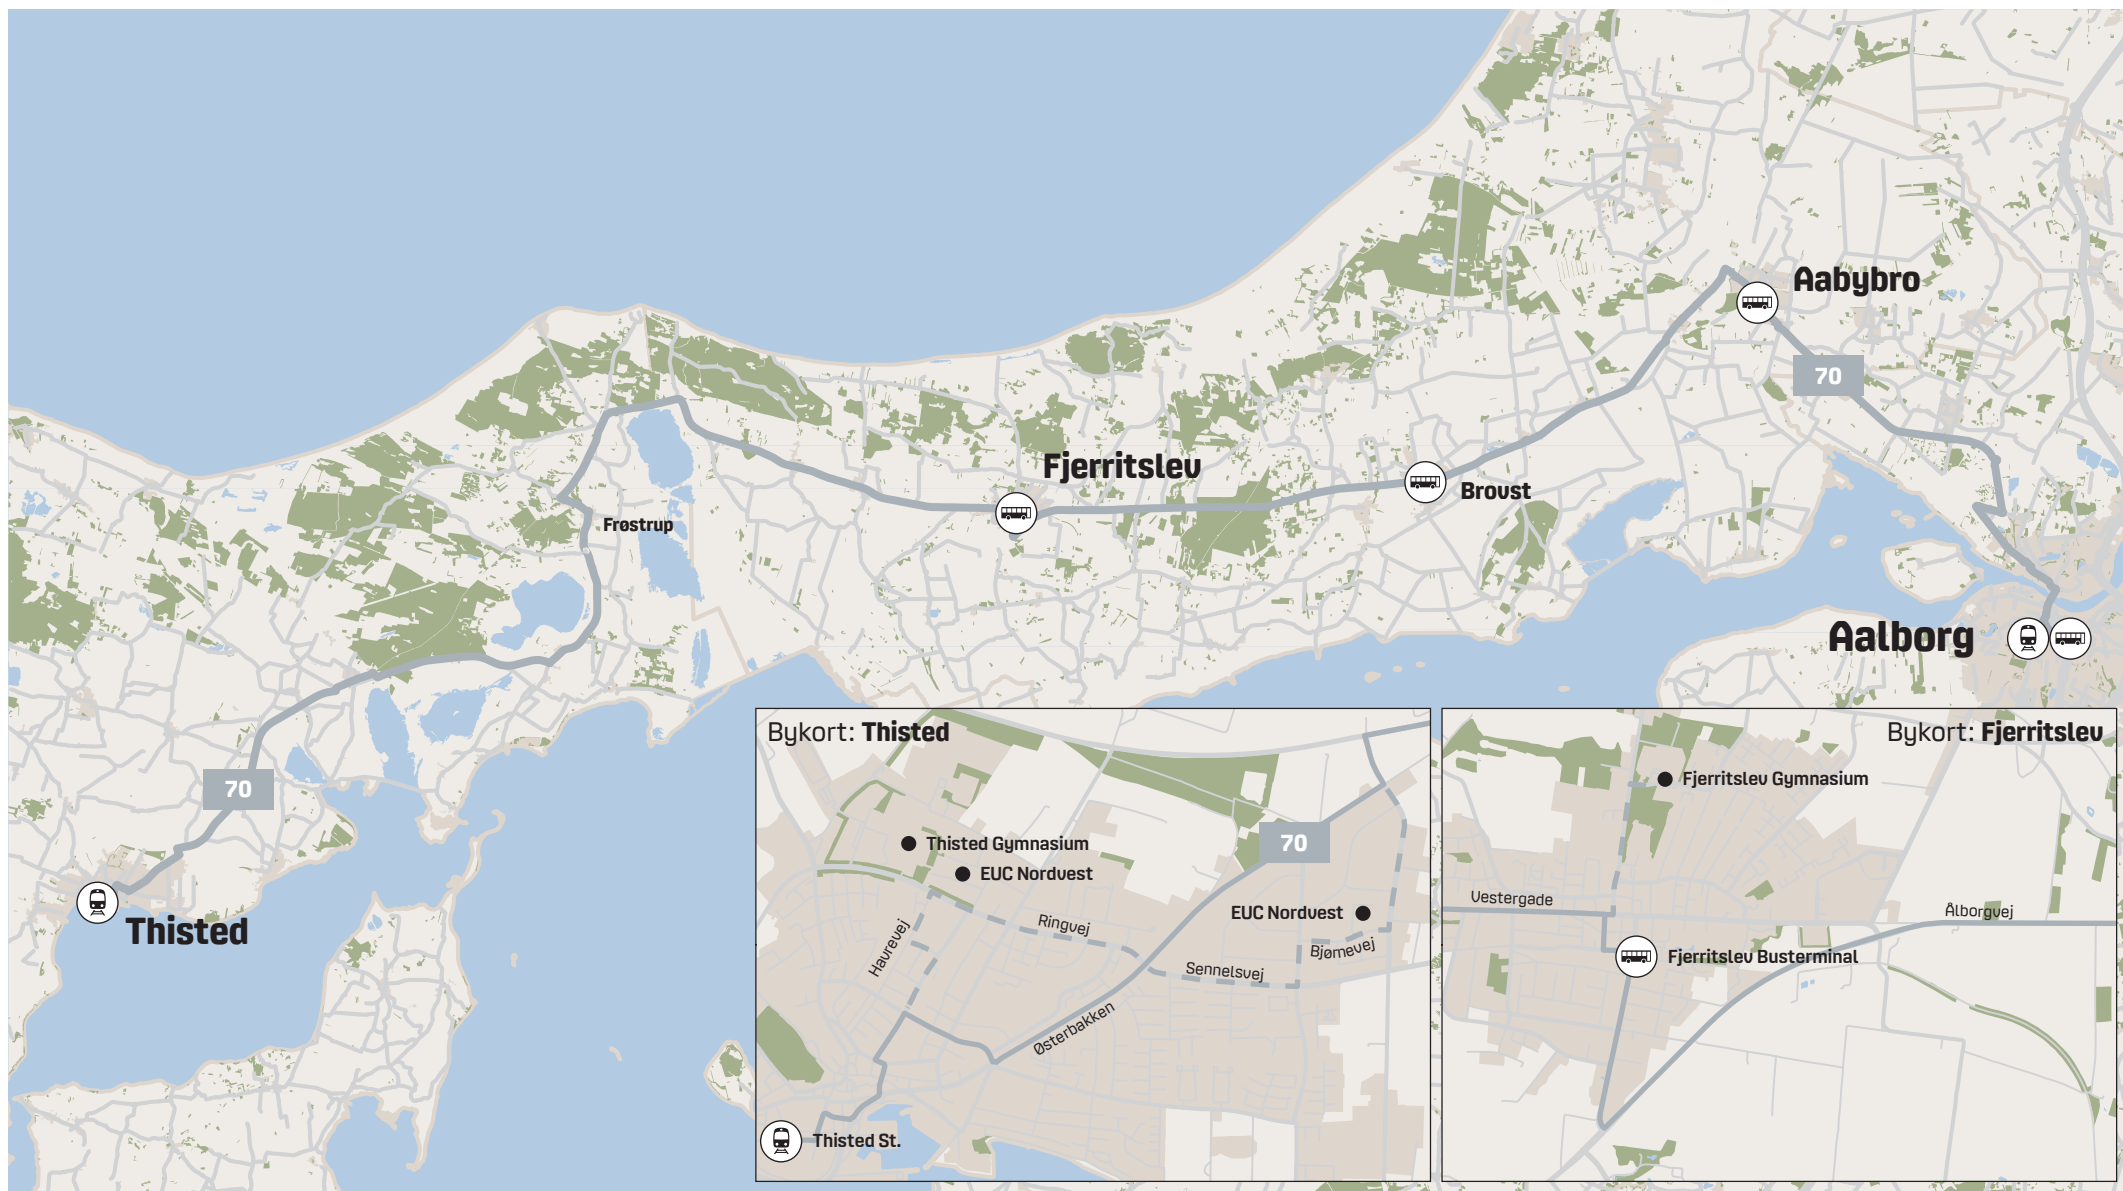 Aabybro
70
Fjerritslev
Brovst
Frøstrup
Aalborg
70
Thisted
Bykort: Thisted
70
Thisted Gymnasium
EUC Nordvest
EUC Nordvest
Ringvej
Havrevej
Bjørnevej
Sennelsvej
Østerbakken
Thisted St.
Bykort: Fjerritslev
Fjerritslev Gymnasium
Vestergade
Ålborgvej
Fjerritslev Busterminal